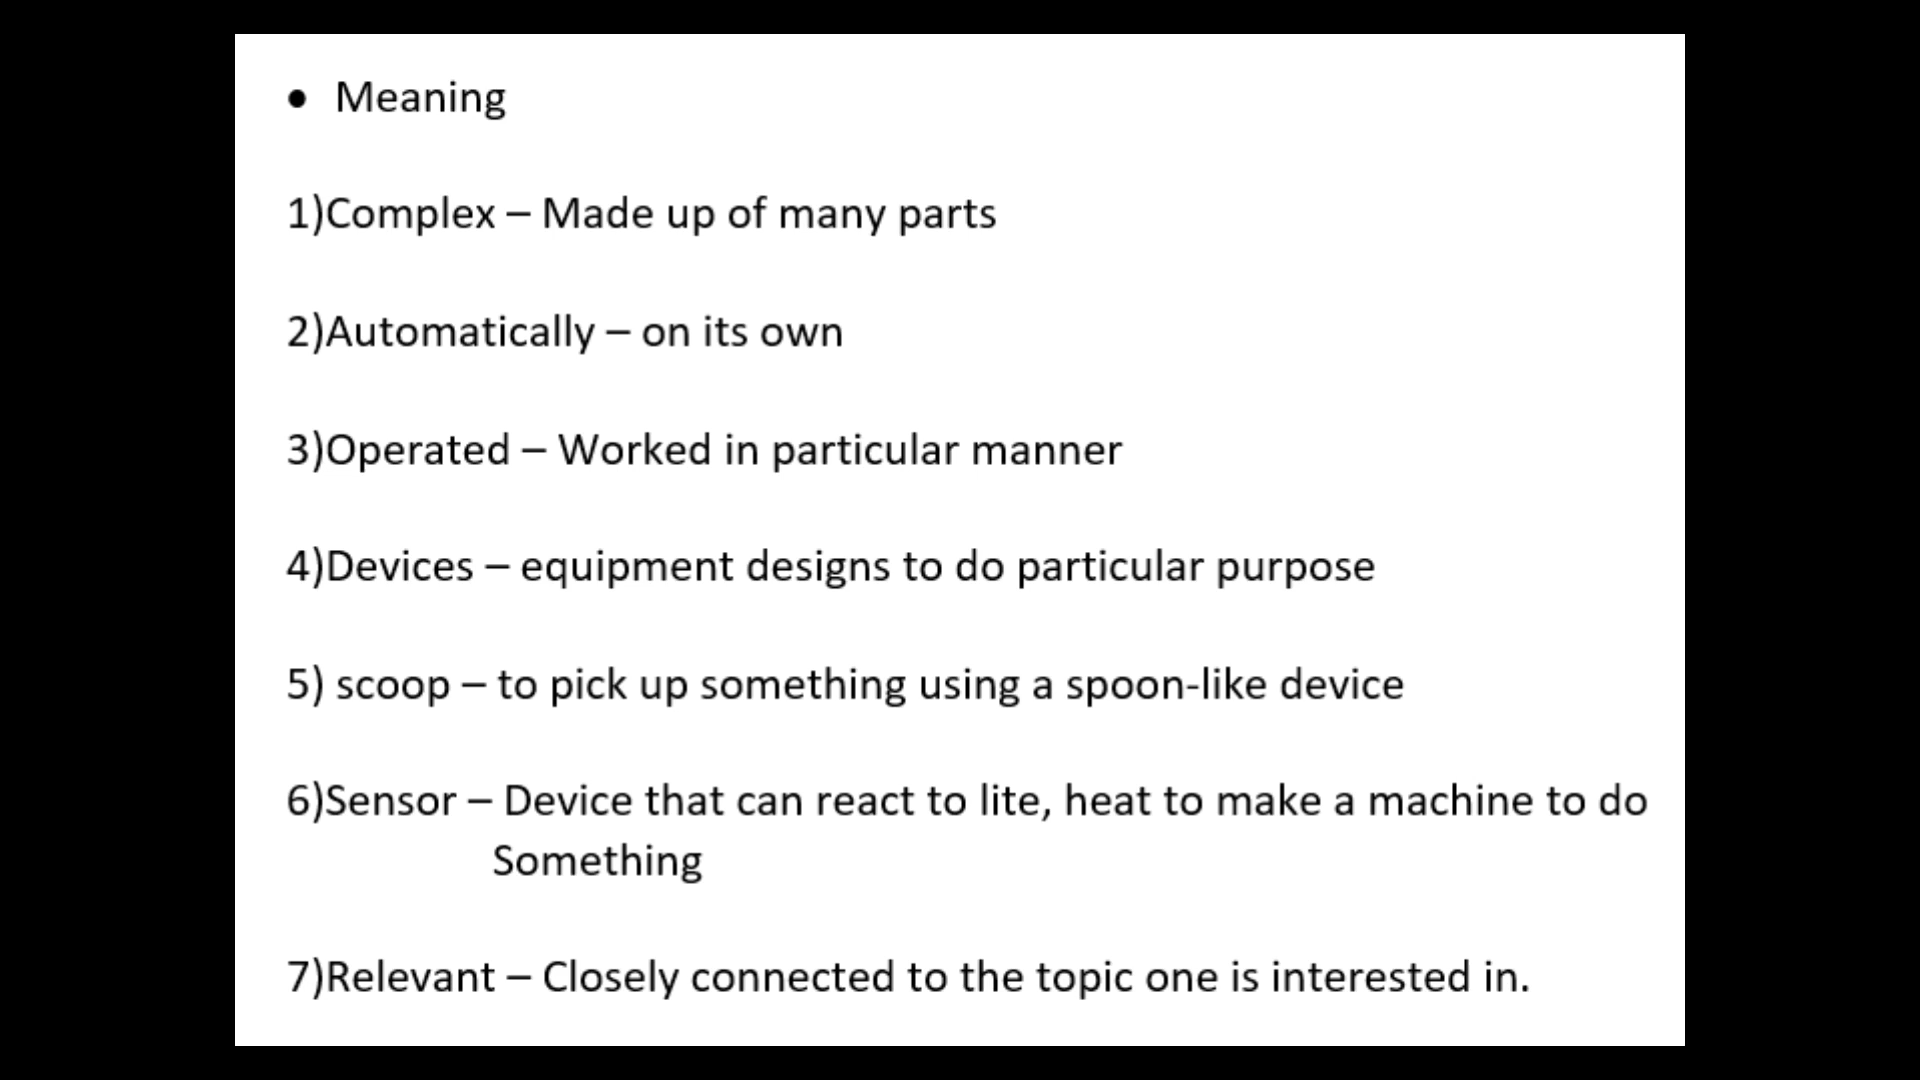 • Meaning
1)Complex – Made up of many parts
2)Automatically – on its own
3)Operated – Worked in particular manner
4)Devices – equipment designs to do particular purpose
5) scoop – to pick up something using a spoon-like device
6)Sensor – Device that can react to lite, heat to make a machine to do
Something
7)Relevant – Closely connected to the topic one is interested in.